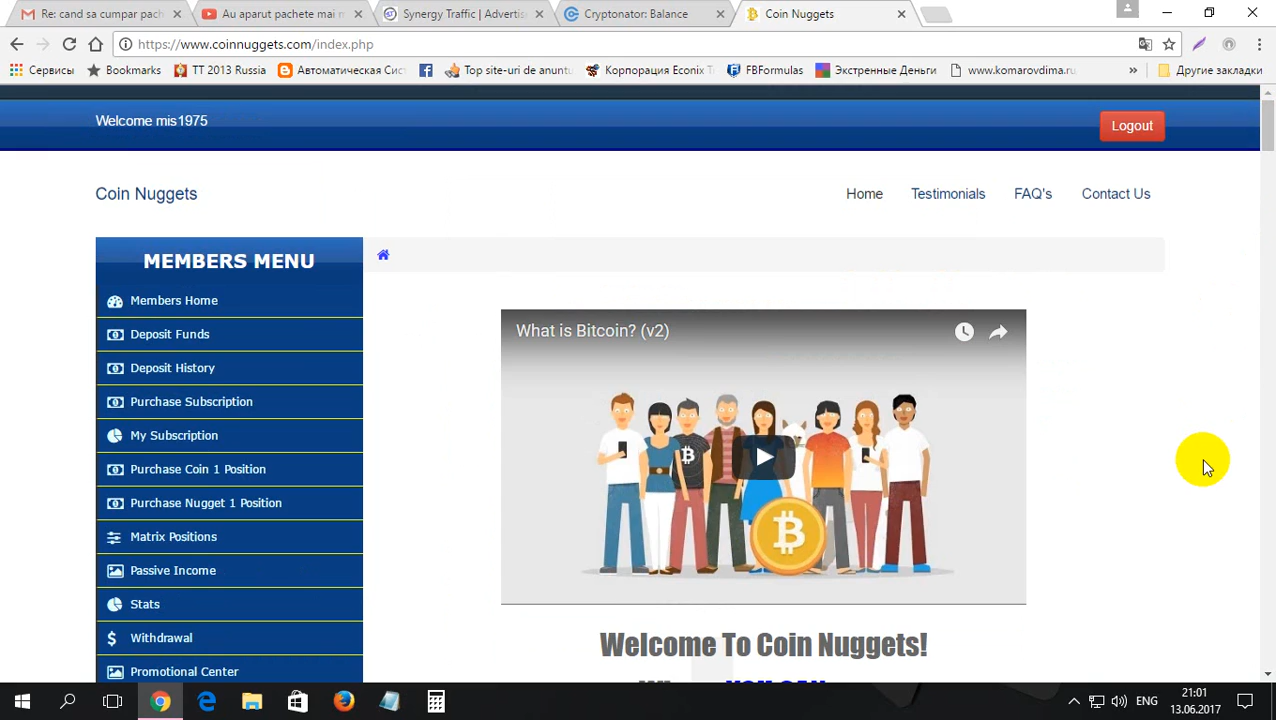 Re: cand sa cumpar pach
Au aparut pachete mai n
Synergy Traffic | Advertis
Cryptonator: Balance
Coin Nuggets
https://www.coinnuggets.com/index.php
Сервисы
Bookmarks
TT 2013 Russia
Автоматическая Сис
Top site-uri de anuntu
Корпорация Econix T
FBFormulas
Экстренные Деньги
www.komarovdima.ru
»
Другие закладки
Welcome mis1975
Logout
Coin Nuggets
Home
Testimonials
FAQ's
Contact Us
MEMBERS MENU
Members Home
Deposit Funds
Deposit History
Purchase Subscription
My Subscription
Purchase Coin 1 Position
Purchase Nugget 1 Position
Matrix Positions
Passive Income
Stats
Withdrawal
Promotional Center
What is Bitcoin? (v2)
Welcome To Coin Nuggets!
YOU CAN
ENG
21:01
13.06.2017